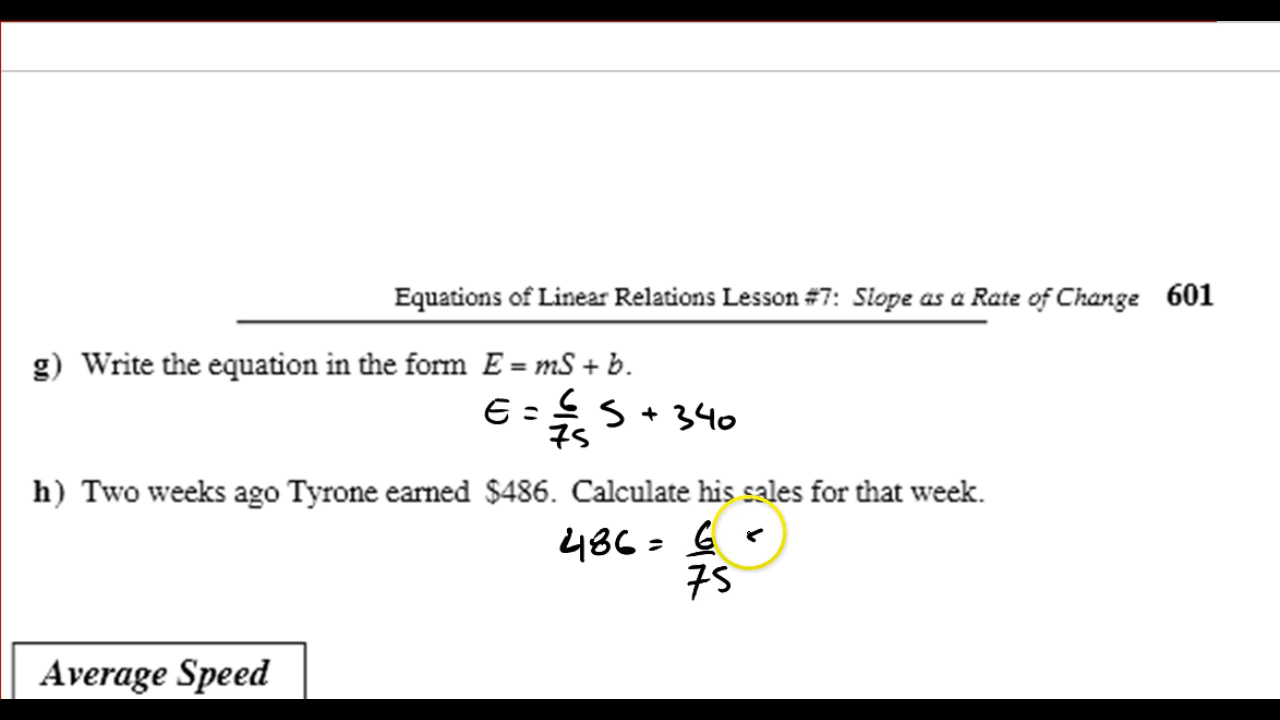 Equations of Linear Relations Lesson #7: Slope as a Rate of Change 601
g) Write the equation in the form E = mS + b.
E = 6/75 S + 340
h) Two weeks ago Tyrone earned $486. Calculate his sales for that week.
486 = 6/75
Average Speed